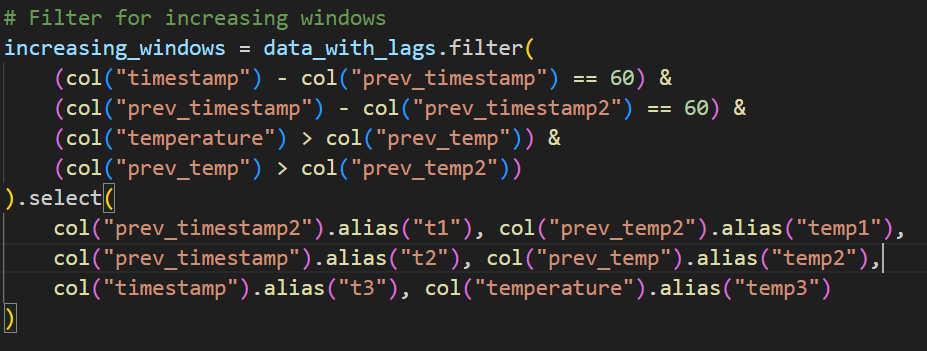 # Filter for increasing windows
increasing_windows = data_with_lags.filter(
    (col("timestamp") - col("prev_timestamp") == 60) &
    (col("prev_timestamp") - col("prev_timestamp2") == 60) &
    (col("temperature") > col("prev_temp")) &
    (col("prev_temp") > col("prev_temp2"))
).select(
    col("prev_timestamp2").alias("t1"), col("prev_temp2").alias("temp1"),
    col("prev_timestamp").alias("t2"), col("prev_temp").alias("temp2"),
    col("timestamp").alias("t3"), col("temperature").alias("temp3")
)